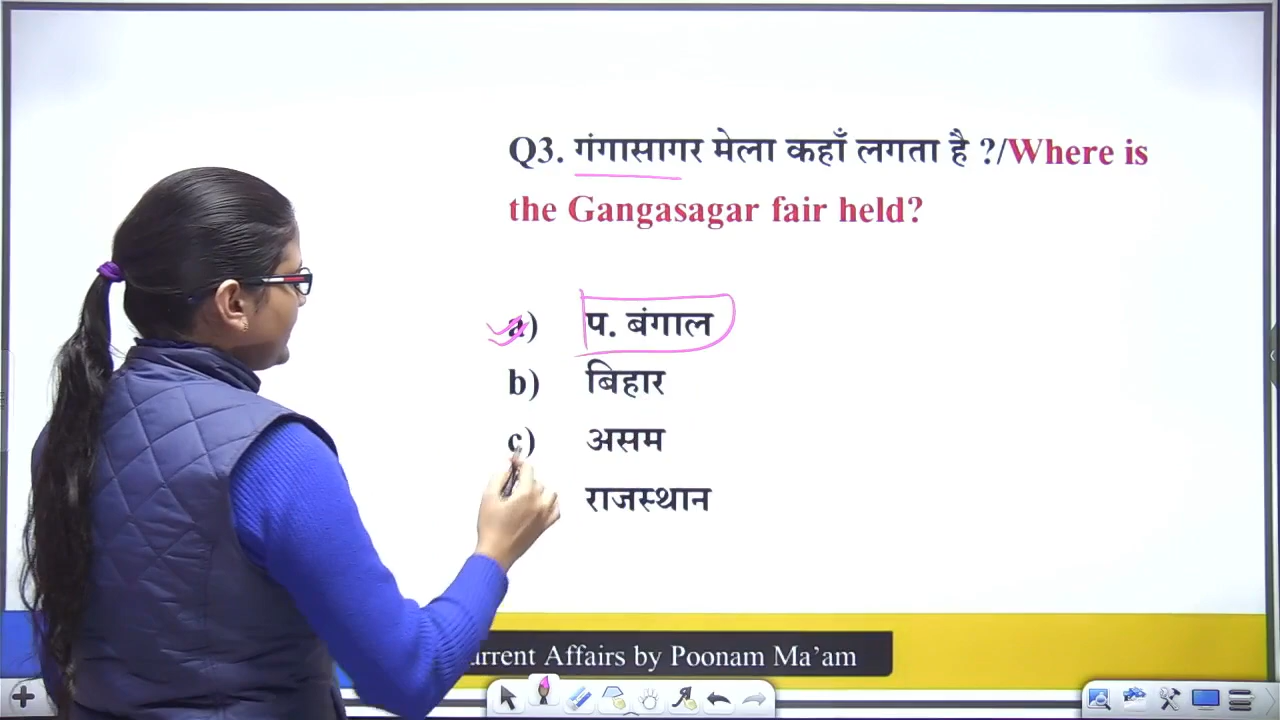 Q3. गंगासागर मेला कहाँ लगता है ?/Where is
the Gangasagar fair held?
a) प. बंगाल
b) बिहार
c) असम
राजस्थान
urrent Affairs by Poonam Ma’am